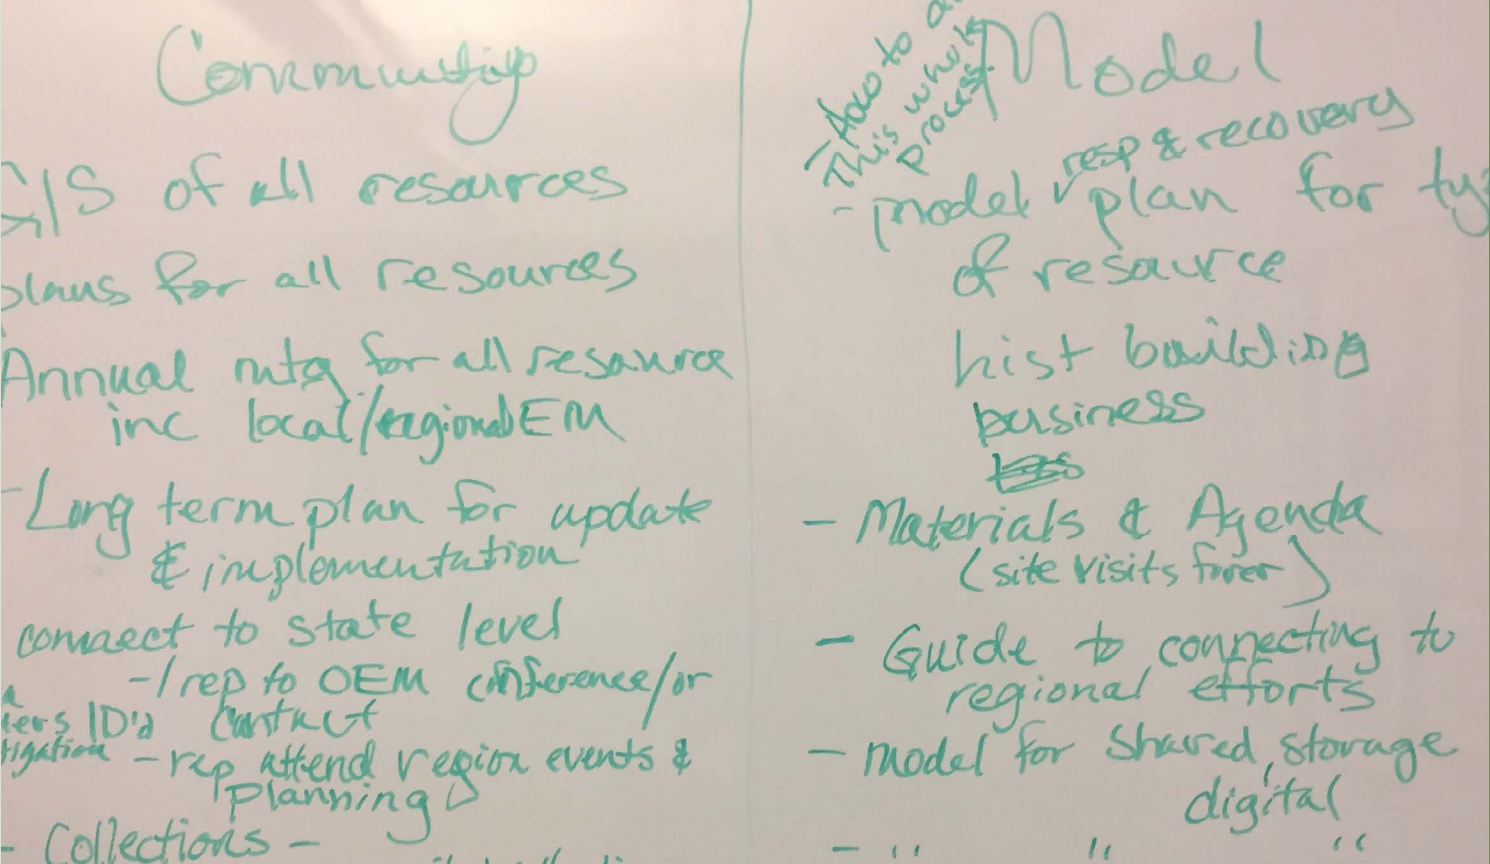 Community
GIS of all resources
plans for all resources
Annual mtg for all resource
inc local/regional EM
- Long term plan for update
& implementation
connect to state level
- 1 rep to OEM conference/or
contact
ID'd
- rep attend region events &
planning
- Collections -
Model
- How to
This whole
process
resp & recovery
- model plan for
of resource
hist building
business
- Materials & Agenda
(site visits
- Guide to connecting to
regional efforts
- model for shared, storage
digital
- " " "